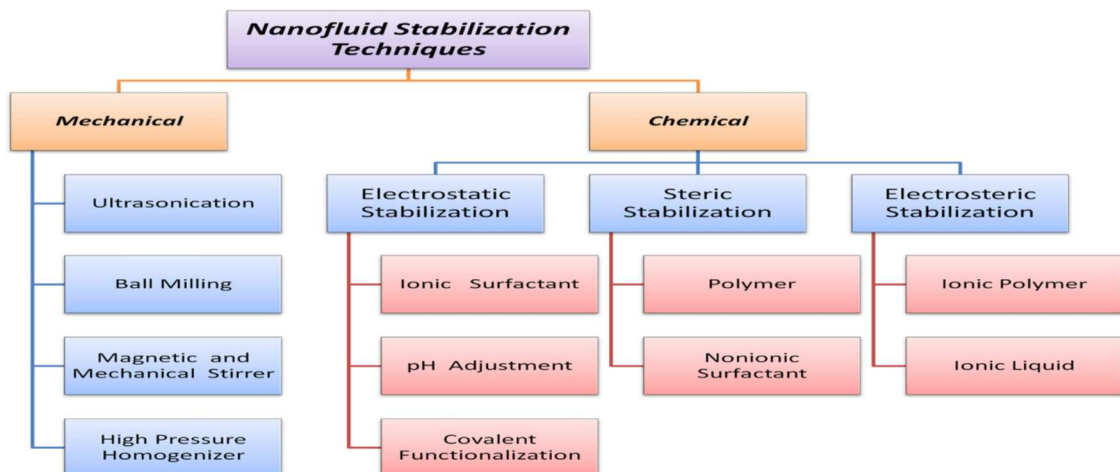 Nanofluid Stabilization
Techniques
Mechanical
Chemical
Ultrasonication
Ball Milling
Magnetic and
Mechanical Stirrer
High Pressure
Homogenizer
Electrostatic
Stabilization
Ionic Surfactant
pH Adjustment
Covalent
Functionalization
Steric
Stabilization
Polymer
Nonionic
Surfactant
Electrosteric
Stabilization
Ionic Polymer
Ionic Liquid